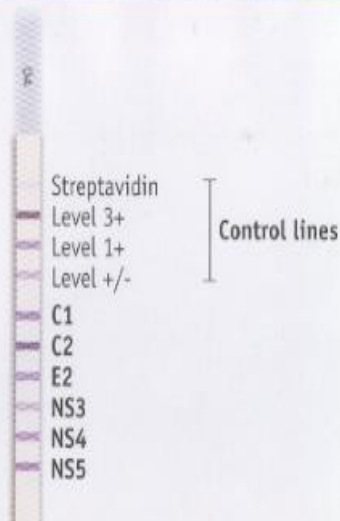 Streptavidin
Level 3+
Level 1+
Level +/-
Control lines
C1
C2
E2
NS3
NS4
NS5